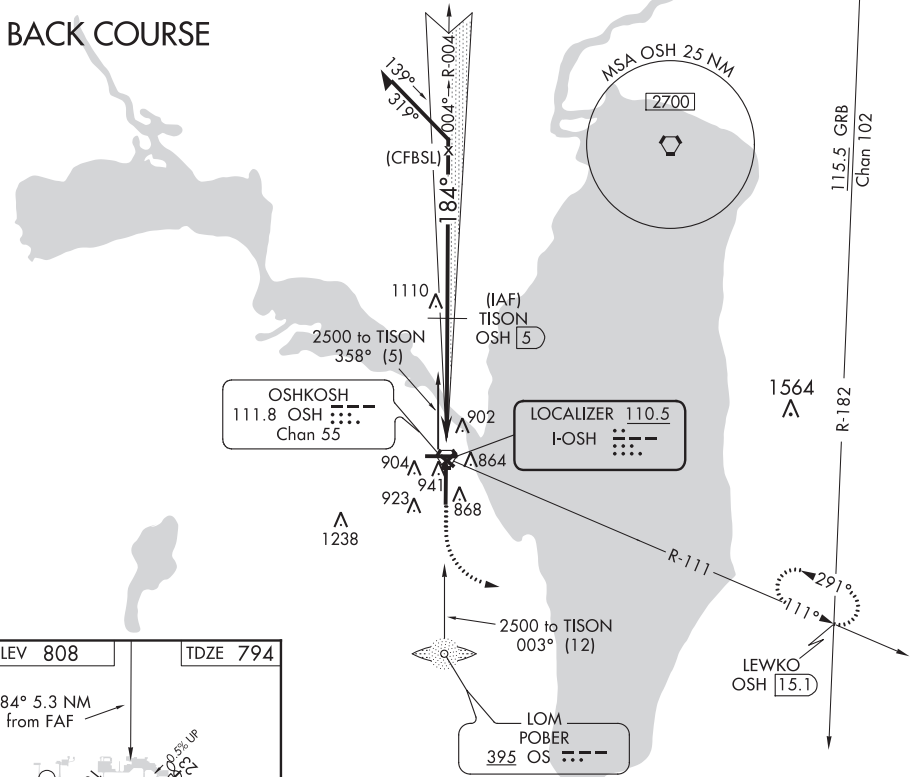 BACK COURSE
MSA OSH 25 NM
2700
115.5 GRB
Chan 102
R-182
139°
319°
004°
R-004
(CFBSL)
184°
1110
(IAF)
TISON
OSH 5
2500 to TISON
358° (5)
OSHKOSH
111.8 OSH
Chan 55
902
LOCALIZER 110.5
I-OSH
1564
904
941
864
923
868
1238
R-111
291°
111°
2500 to TISON
003° (12)
LEWKO
OSH 15.1
LOM
POBER
395 OS
LEV 808
TDZE 794
84° 5.3 NM
from FAF
0.5% UP